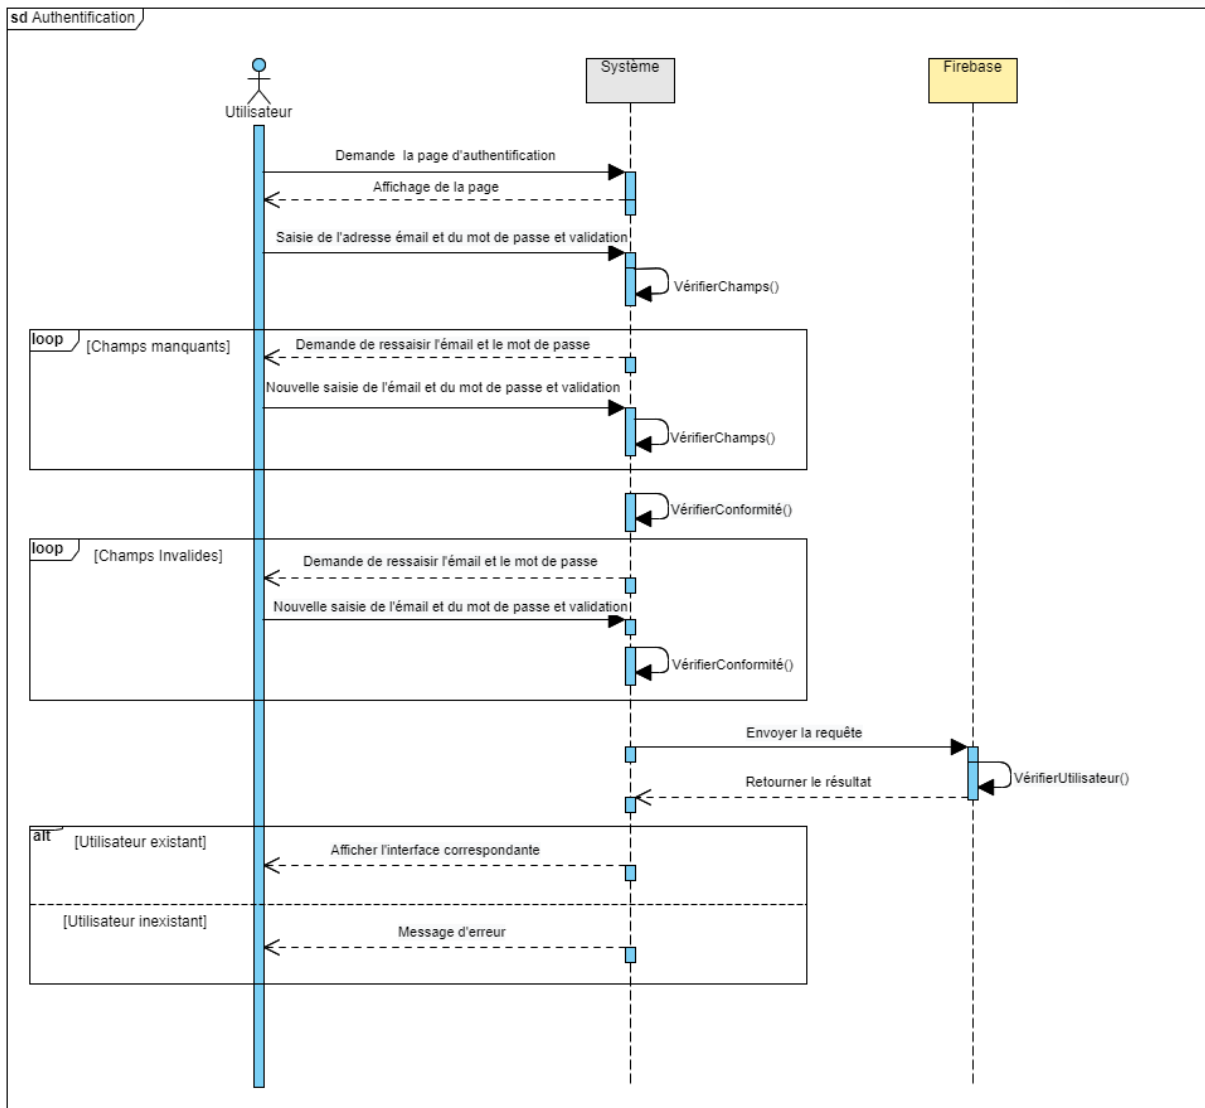 sd Authentification
Système
Firebase
Utilisateur
Demande la page d'authentification
Affichage de la page
Saisie de l'adresse émail et du mot de passe et validation
VérifierChamps()
loop
[Champs manquants]
Demande de ressaisir l'émail et le mot de passe
Nouvelle saisie de l'émail et du mot de passe et validation
VérifierChamps()
VérifierConformité()
loop
[Champs Invalides]
Demande de ressaisir l'émail et le mot de passe
Nouvelle saisie de l'émail et du mot de passe et validation
VérifierConformité()
Envoyer la requête
VérifierUtilisateur()
Retourner le résultat
alt
[Utilisateur existant]
Afficher l'interface correspondante
[Utilisateur inexistant]
Message d'erreur